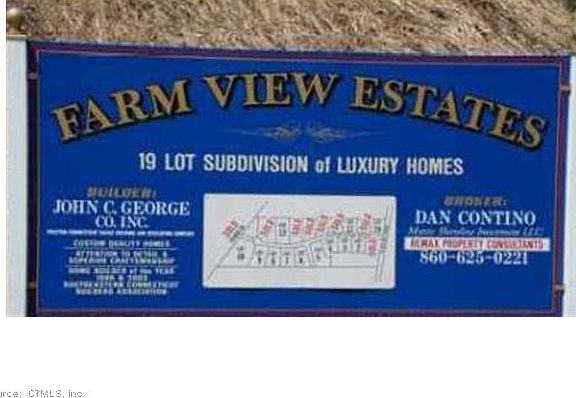 FARM VIEW ESTATES
19 LOT SUBDIVISION of LUXURY HOMES
BUILDER:
JOHN C. GEORGE
CO. INC.
CUSTOM QUALITY HOMES
ATTENTION TO DETAIL &
SUPERIOR CRAFTSMANSHIP
HOME BUILDER of the YEAR
SOUTHEASTERN CONNECTICUT
BUILDERS ASSOCIATION
BROKER:
DAN CONTINO
REMAX PROPERTY CONSULTANTS
860-625-0221
CTMLS, Inc.